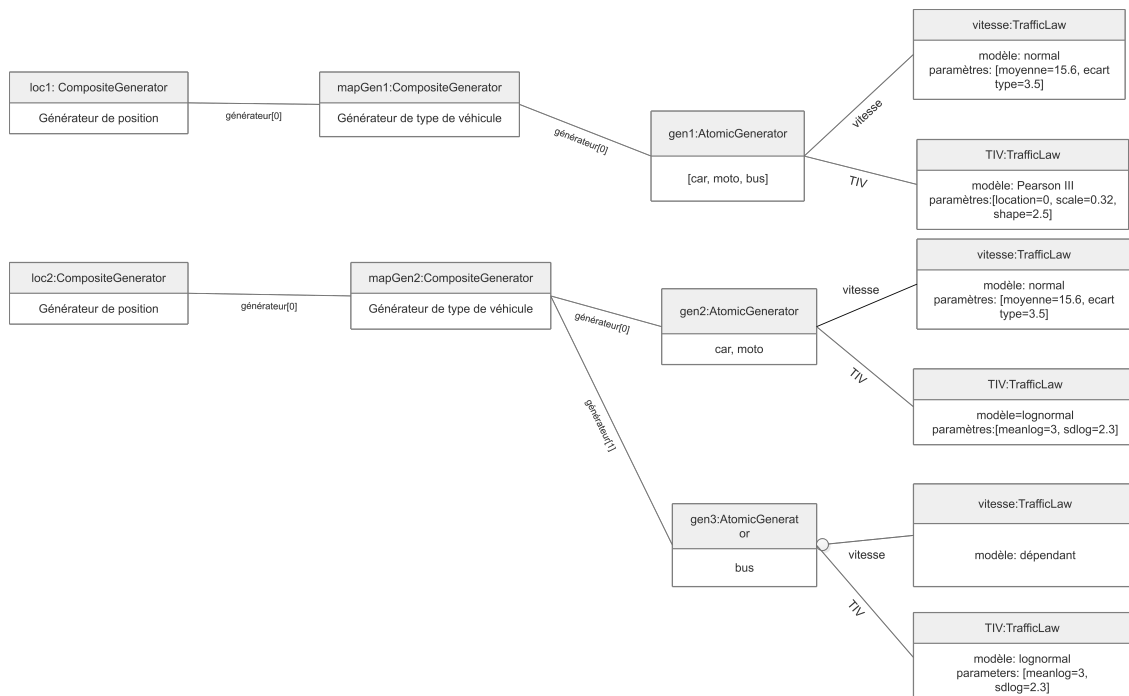 loc1: CompositeGenerator
Générateur de position
générateur[0]
mapGen1:CompositeGenerator
Générateur de type de véhicule
générateur[0]
gen1:AtomicGenerator
[car, moto, bus]
vitesse
vitesse:TrafficLaw
modèle: normal
paramètres: [moyenne=15.6, ecart
type=3.5]
TIV
TIV:TrafficLaw
modèle: Pearson III
paramètres:[location=0, scale=0.32,
shape=2.5]
loc2:CompositeGenerator
Générateur de position
générateur[0]
mapGen2:CompositeGenerator
Générateur de type de véhicule
générateur[0]
gen2:AtomicGenerator
car, moto
vitesse
vitesse:TrafficLaw
modèle: normal
paramètres: [moyenne=15.6, ecart
type=3.5]
TIV
TIV:TrafficLaw
modèle=lognormal
paramètres:[meanlog=3, sdlog=2.3]
générateur[1]
gen3:AtomicGenerat
or
bus
vitesse
vitesse:TrafficLaw
modèle: dépendant
TIV
TIV:TrafficLaw
modèle: lognormal
parameters: [meanlog=3,
sdlog=2.3]